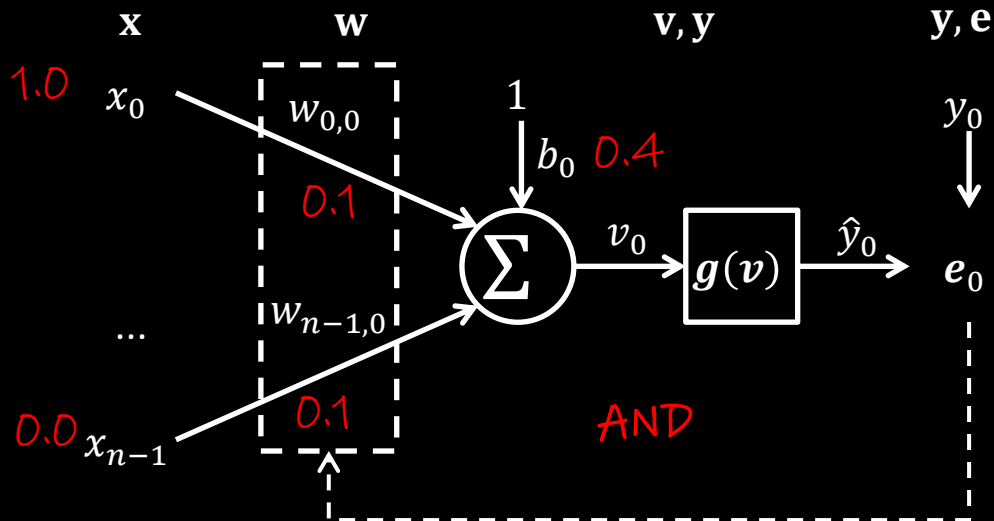 x w v, y y, e
1.0 x₀ w₀,₀ 1 y₀
b₀ 0.4
0.1
Σ v₀ g(v) ŷ₀ e₀
... wₙ₋₁,₀
0.0 xₙ₋₁ 0.1 AND